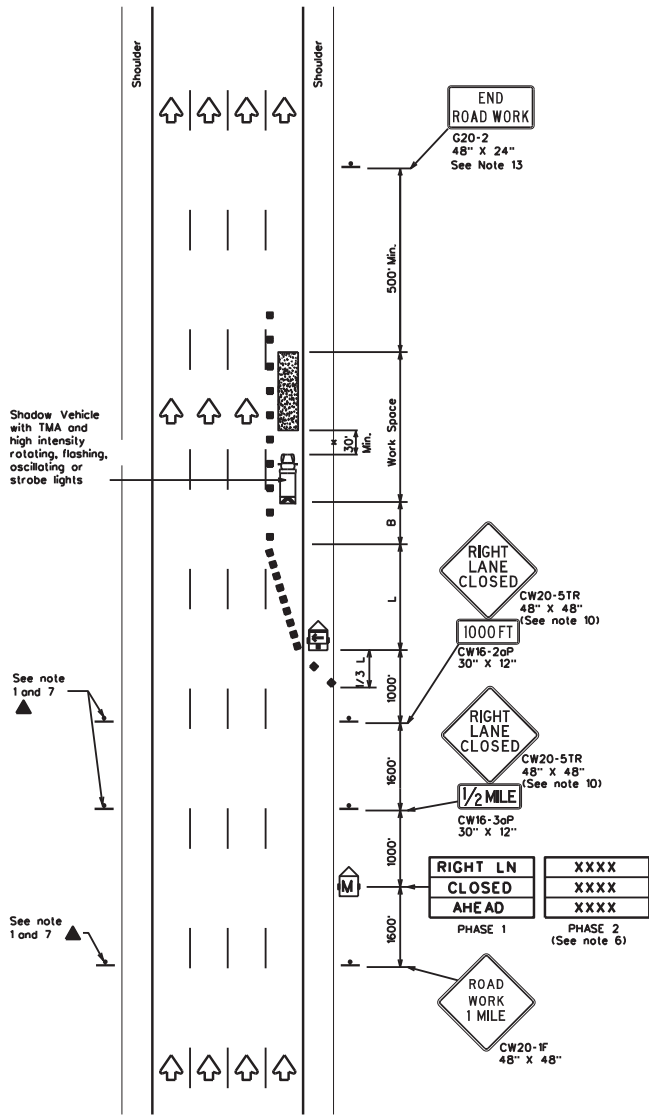 Shoulder
Shoulder
END
ROAD WORK
G20-2
48" X 24"
See Note 13
500' Min.
Shadow Vehicle
with TMA and
high intensity
rotating, flashing,
oscillating or
strobe lights
30'
Min.
Work Space
B
L
RIGHT
LANE
CLOSED
CW20-5TR
48" X 48"
(See note 10)
1000 FT
CW16-2aP
30" X 12"
1/3 L
1000'
See note
1 and 7
RIGHT
LANE
CLOSED
CW20-5TR
48" X 48"
(See note 10)
1/2 MILE
CW16-3aP
30" X 12"
1600'
1000'
M
RIGHT LN
CLOSED
AHEAD
PHASE 1
XXXX
XXXX
XXXX
PHASE 2
(See note 6)
1600'
See note
1 and 7
ROAD
WORK
1 MILE
CW20-1F
48" X 48"